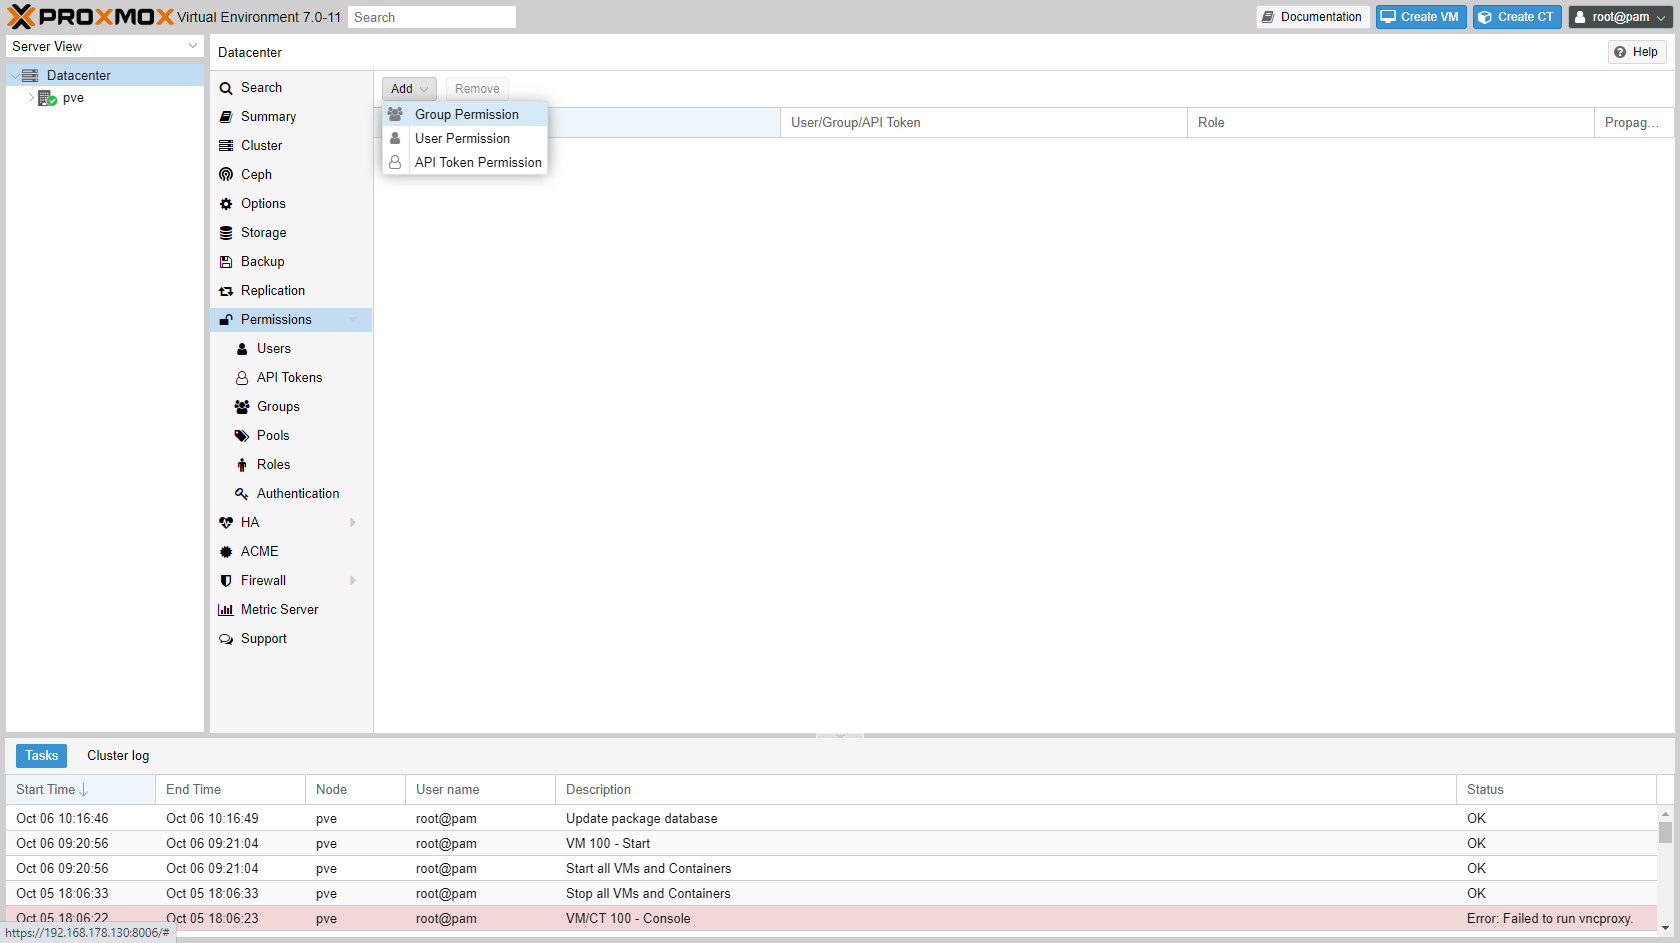 PROXMOX Virtual Environment 7.0-11 Search Documentation Create VM Create CT root@pam
Server View
Datacenter
pve
Datacenter
Help
Search
Summary
Cluster
Ceph
Options
Storage
Backup
Replication
Permissions
Users
API Tokens
Groups
Pools
Roles
Authentication
HA
ACME
Firewall
Metric Server
Support
Add Remove
Group Permission
User Permission
API Token Permission
User/Group/API Token Role Propag...
Tasks Cluster log
Start Time End Time Node User name Description Status
Oct 06 10:16:46 Oct 06 10:16:49 pve root@pam Update package database OK
Oct 06 09:20:56 Oct 06 09:21:04 pve root@pam VM 100 - Start OK
Oct 06 09:20:56 Oct 06 09:21:04 pve root@pam Start all VMs and Containers OK
Oct 05 18:06:33 Oct 05 18:06:33 pve root@pam Stop all VMs and Containers OK
Oct 05 18:06:22 Oct 05 18:06:23 pve root@pam VM/CT 100 - Console Error: Failed to run vncproxy.
https://192.168.178.130:8006/#